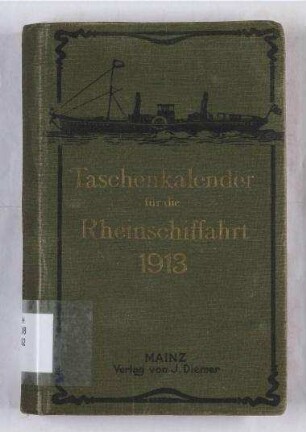 Taschenkalender
für die
Rheinschiffahrt
1913
MAINZ
Verlag von J. Diemer